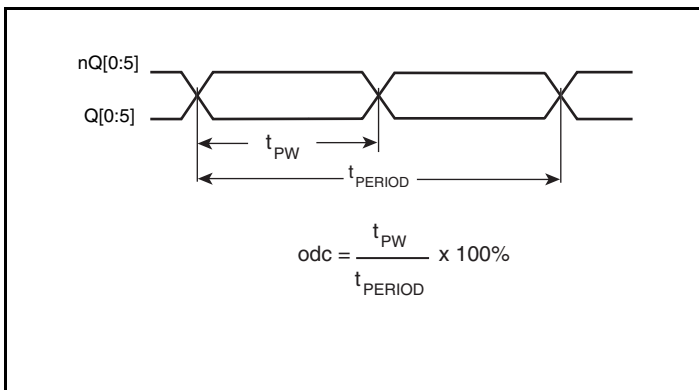 nQ[0:5]
Q[0:5]
tPW
tPERIOD
odc = tPW / tPERIOD x 100%